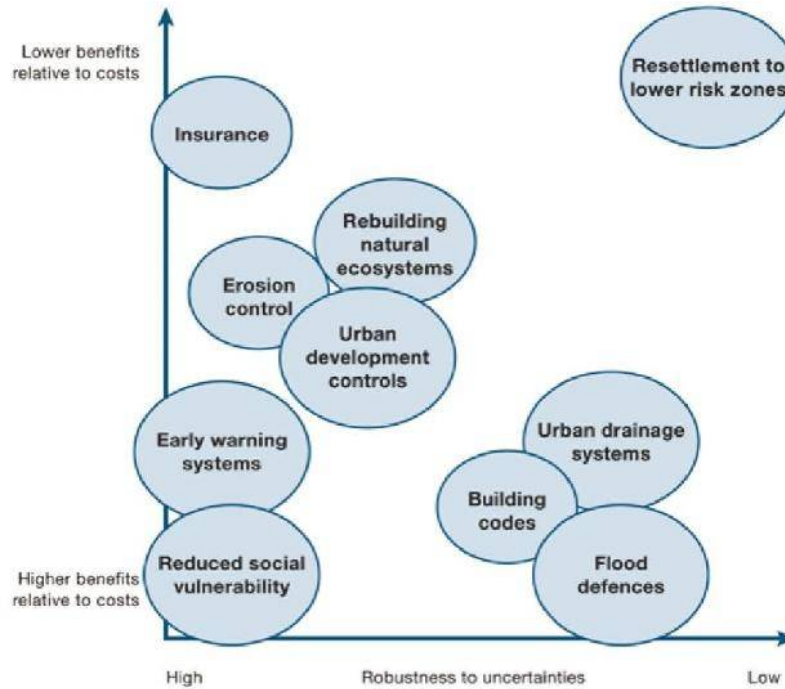 Lower benefits
relative to costs
Resettlement to
lower risk zones
Insurance
Rebuilding
natural
ecosystems
Erosion
control
Urban
development
controls
Early warning
systems
Urban drainage
systems
Building
codes
Reduced social
vulnerability
Flood
defences
Higher benefits
relative to costs
High
Robustness to uncertainties
Low